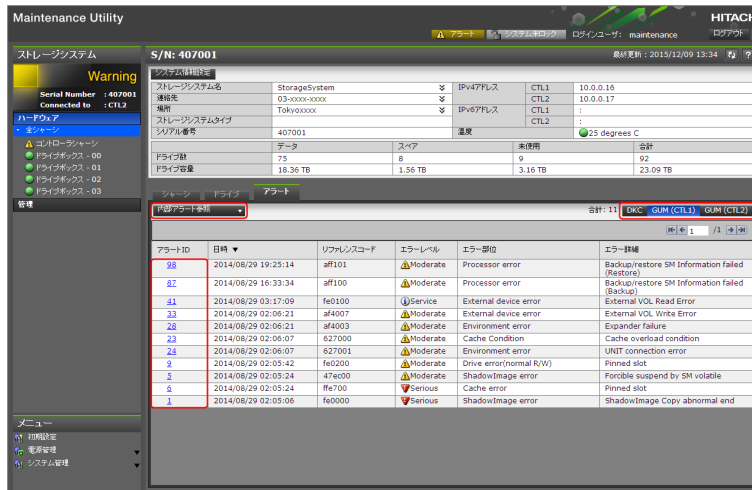 Maintenance Utility
HITACHI
アラート システム未ロック ログインユーザ: maintenance ログアウト
ストレージシステム
S/N: 407001
最終更新 : 2015/12/09 13:34
Warning
Serial Number : 407001
Connected to : CTL2
ハードウェア
全シャーシ
コントローラシャーシ
ドライブボックス - 00
ドライブボックス - 01
ドライブボックス - 02
ドライブボックス - 03
管理
システム情報設定
ストレージシステム名 StorageSystem IPv4アドレス CTL1 10.0.0.16
連絡先 03-xxxx-xxxx CTL2 10.0.0.17
場所 Tokyoxxxx IPv6アドレス CTL1 :
ストレージシステムタイプ CTL2 :
シリアル番号 407001 温度 25 degrees C
データ スペア 未使用 合計
ドライブ数 75 8 9 92
ドライブ容量 18.36 TB 1.56 TB 3.16 TB 23.09 TB
シャーシ ドライブ アラート
内部アラート参照 合計: 11 DKC GUM (CTL1) GUM (CTL2)
1 /1
アラートID 日時 ▼ リファレンスコード エラーレベル エラー部位 エラー詳細
98 2014/08/29 19:25:14 aff101 Moderate Processor error Backup/restore SM Information failed
(Restore)
87 2014/08/29 16:33:34 aff100 Moderate Processor error Backup/restore SM Information failed
(Backup)
41 2014/08/29 03:17:09 fe0100 Service External device error External VOL Read Error
33 2014/08/29 02:06:21 af4007 Moderate External device error External VOL Write Error
28 2014/08/29 02:06:21 af4003 Moderate Environment error Expander failure
23 2014/08/29 02:06:07 627000 Moderate Cache Condition Cache overload condition
24 2014/08/29 02:06:07 627001 Moderate Environment error UNIT connection error
9 2014/08/29 02:05:42 fe0200 Moderate Drive error(normal R/W) Pinned slot
5 2014/08/29 02:05:24 47ec00 Moderate ShadowImage error Forcible suspend by SM volatile
6 2014/08/29 02:05:24 ffe700 Serious Cache error Pinned slot
1 2014/08/29 02:05:06 fe0000 Serious ShadowImage error ShadowImage Copy abnormal end
メニュー
初期設定
電源管理
システム管理